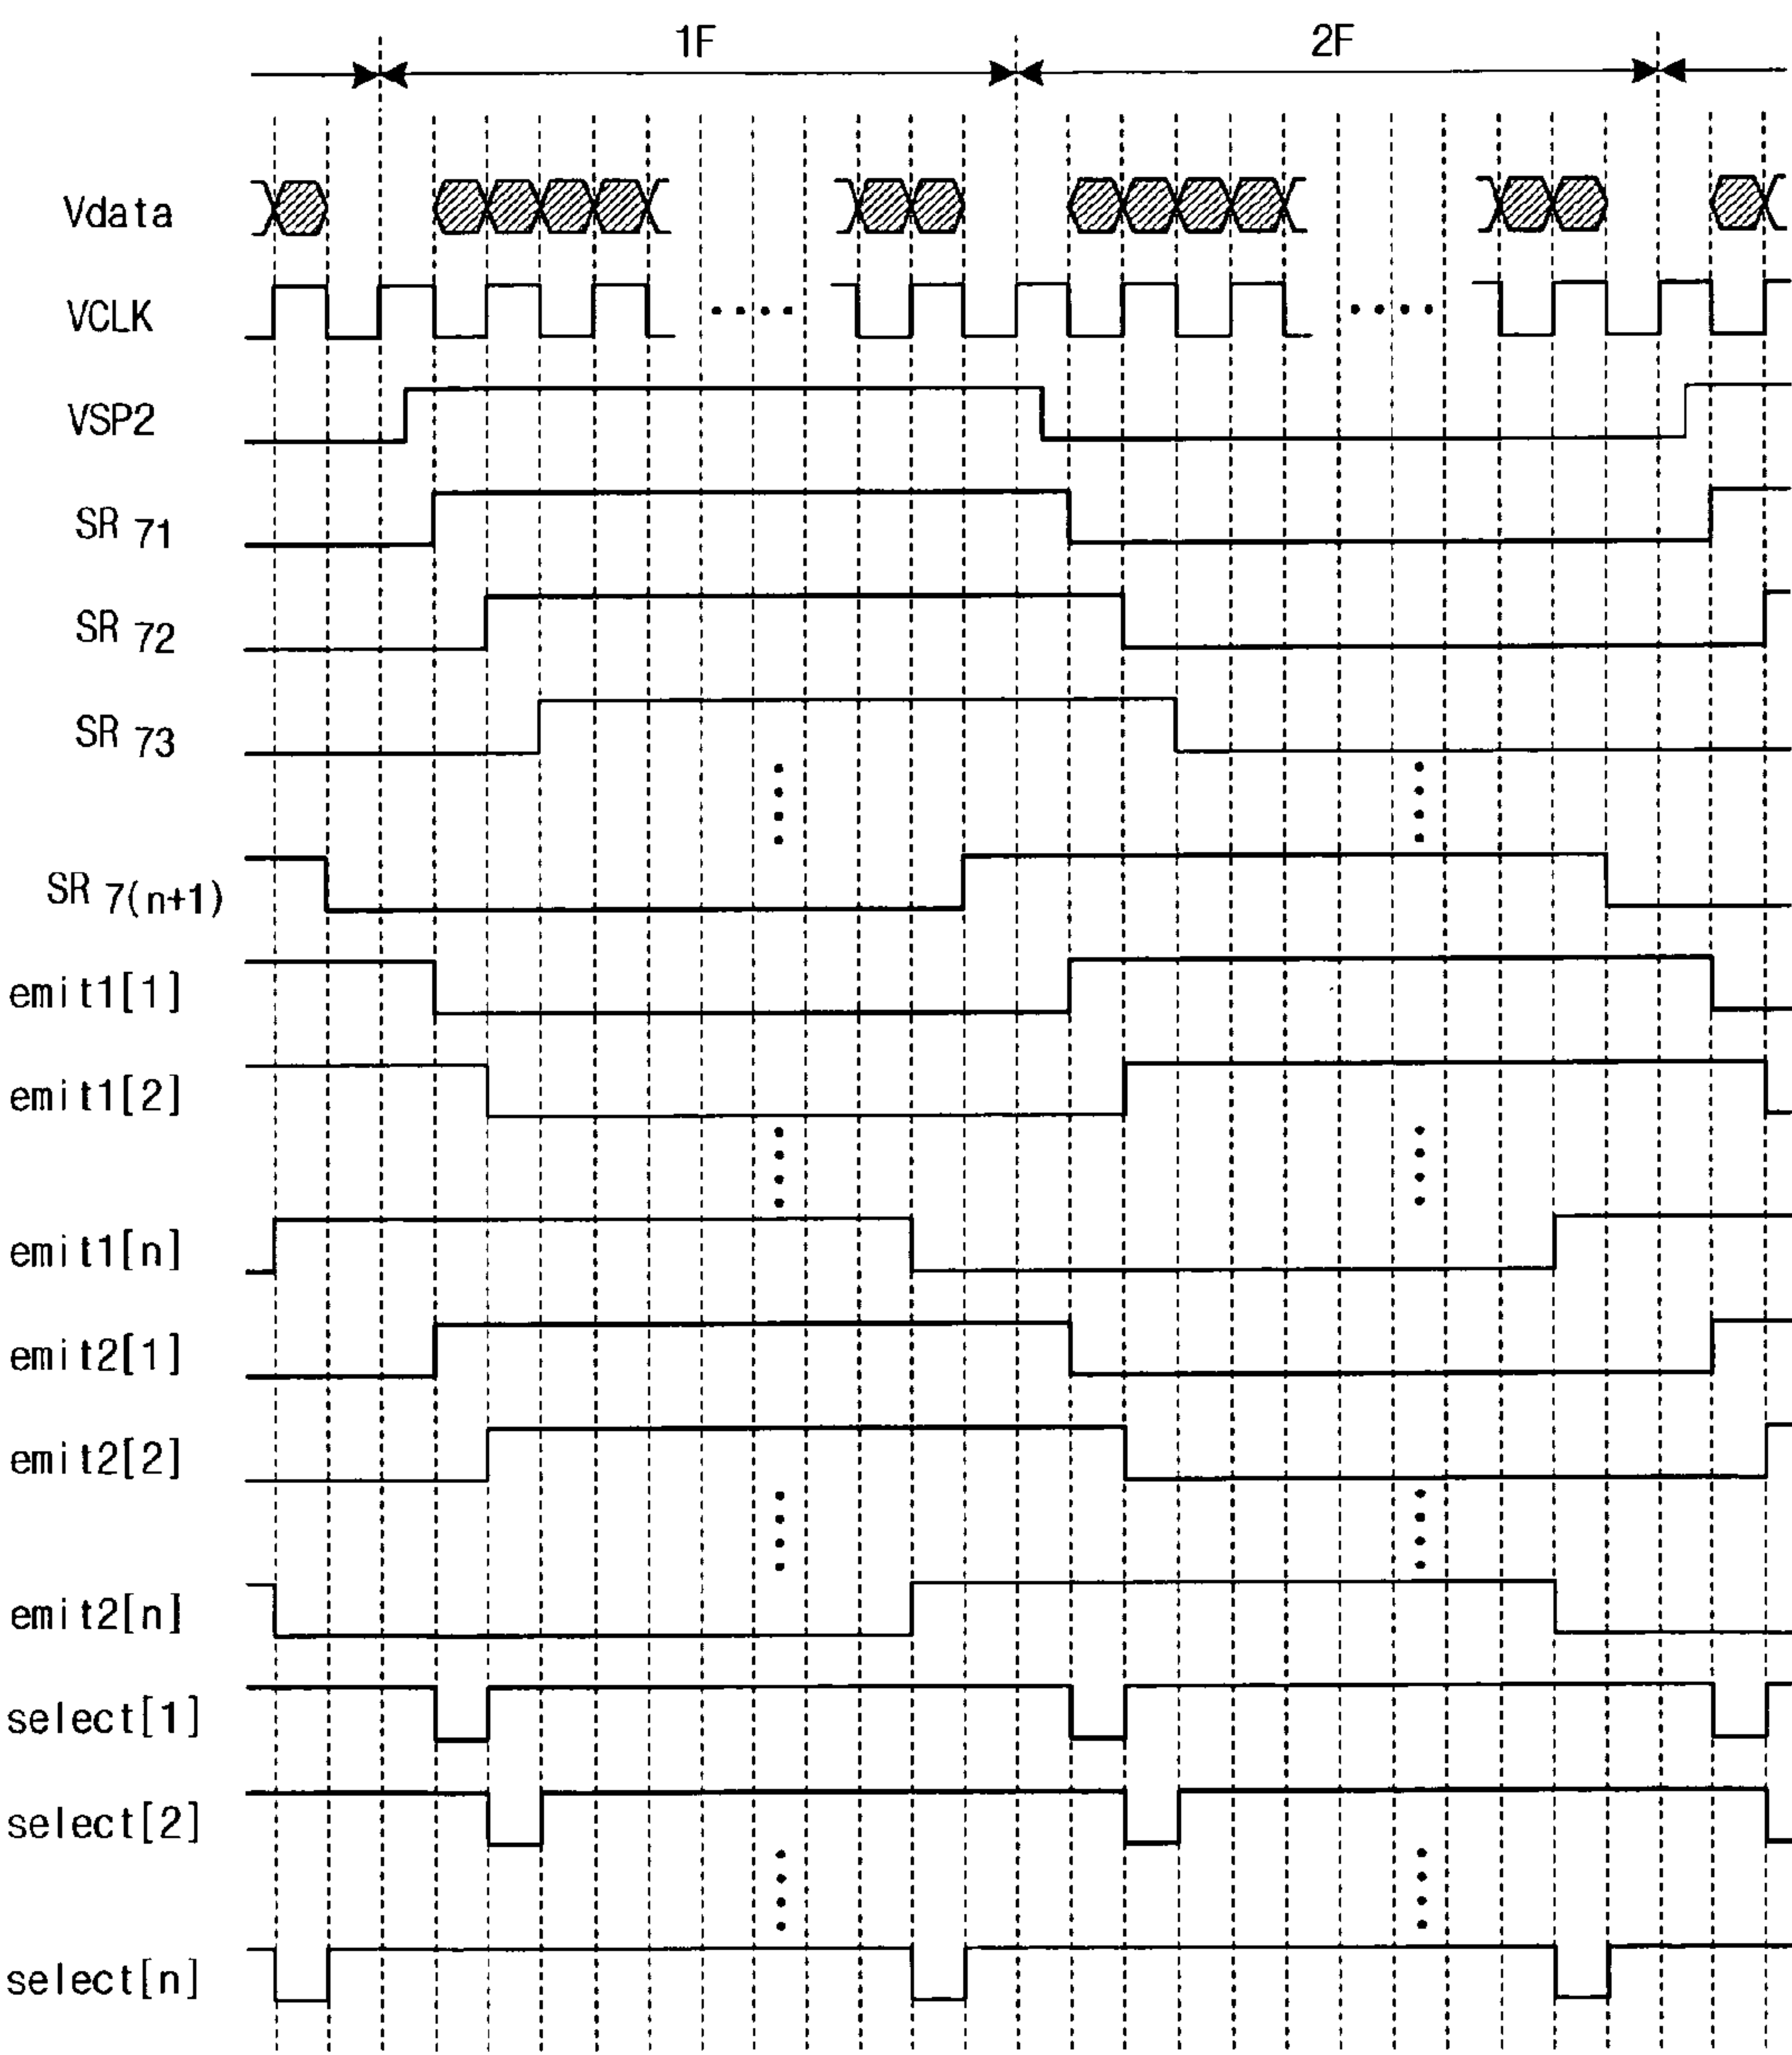 1F 2F
Vdata
VCLK
VSP2
SR 71
SR 72
SR 73
SR 7(n+1)
emit1[1]
emit1[2]
emit1[n]
emit2[1]
emit2[2]
emit2[n]
select[1]
select[2]
select[n]